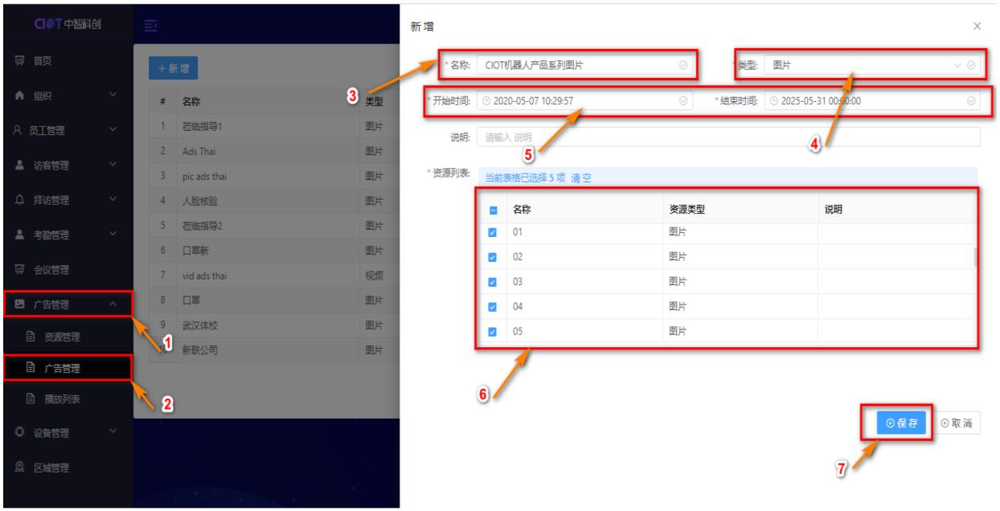 CIOT 中智科创
首页
组织
员工管理
访客管理
拜访管理
考勤管理
会议管理
广告管理
资源管理
广告管理
播放列表
设备管理
区域管理
1
2
+新增
# 名称 类型
1 莅临指导1 图片
2 Ads Thai 图片
3 pic ads thai 图片
4 人脸核验 图片
5 莅临指导2 图片
6 口罩新 图片
7 vid ads thai 视频
8 口罩 图片
9 武汉体校 图片
10 新联公司 图片
新增
3
*名称: CIOT机器人产品系列图片
*类型: 图片
*开始时间: 2020-05-07 10:29:57
*结束时间: 2025-05-31 00:00:00
说明: 请输入 说明
5
4
*资源列表: 当前表格已选择 5 项 清空
名称 资源类型 说明
01 图片
02 图片
03 图片
04 图片
05 图片
6
保存
取消
7